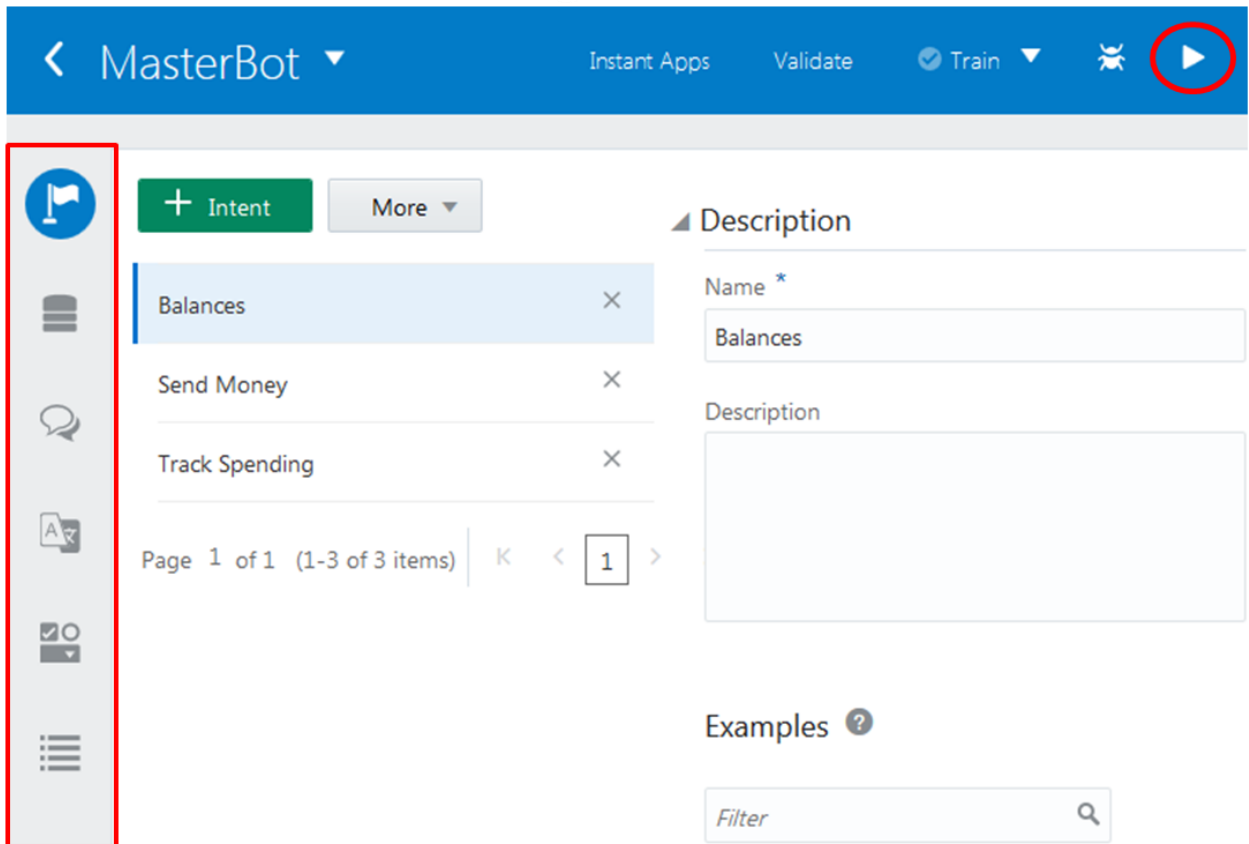 MasterBot
Instant Apps Validate Train
+ Intent More
Description
Name *
Balances
Balances
Send Money
Description
Track Spending
Page 1 of 1 (1-3 of 3 items) K < 1 >
Examples ?
Filter